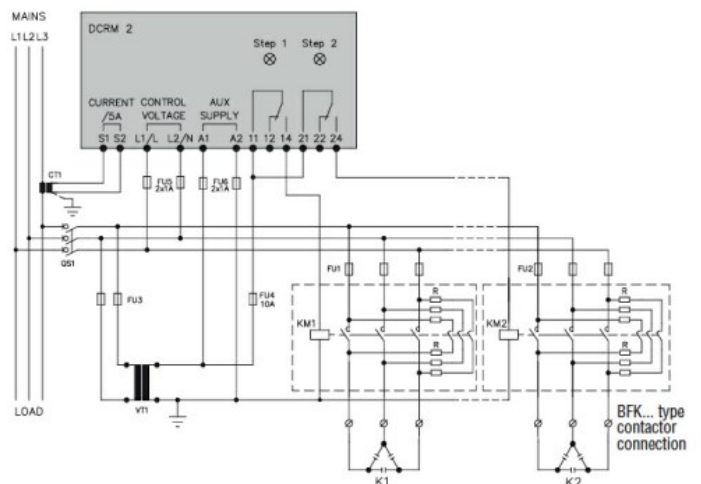 MAINS
L1 L2 L3
DCRM 2
Step 1 Step 2
CURRENT /5A
CONTROL VOLTAGE
AUX SUPPLY
S1 S2 L1/L L2/N A1 A2 11 12 14 21 22 24
CT1
FU5 2x1A
FU6 2x1A
QS1
FU3
FU4 10A
FU1
FU2
R
R
KM1
R
R
KM2
VT1
LOAD
K1
K2
BFK... type
contactor
connection